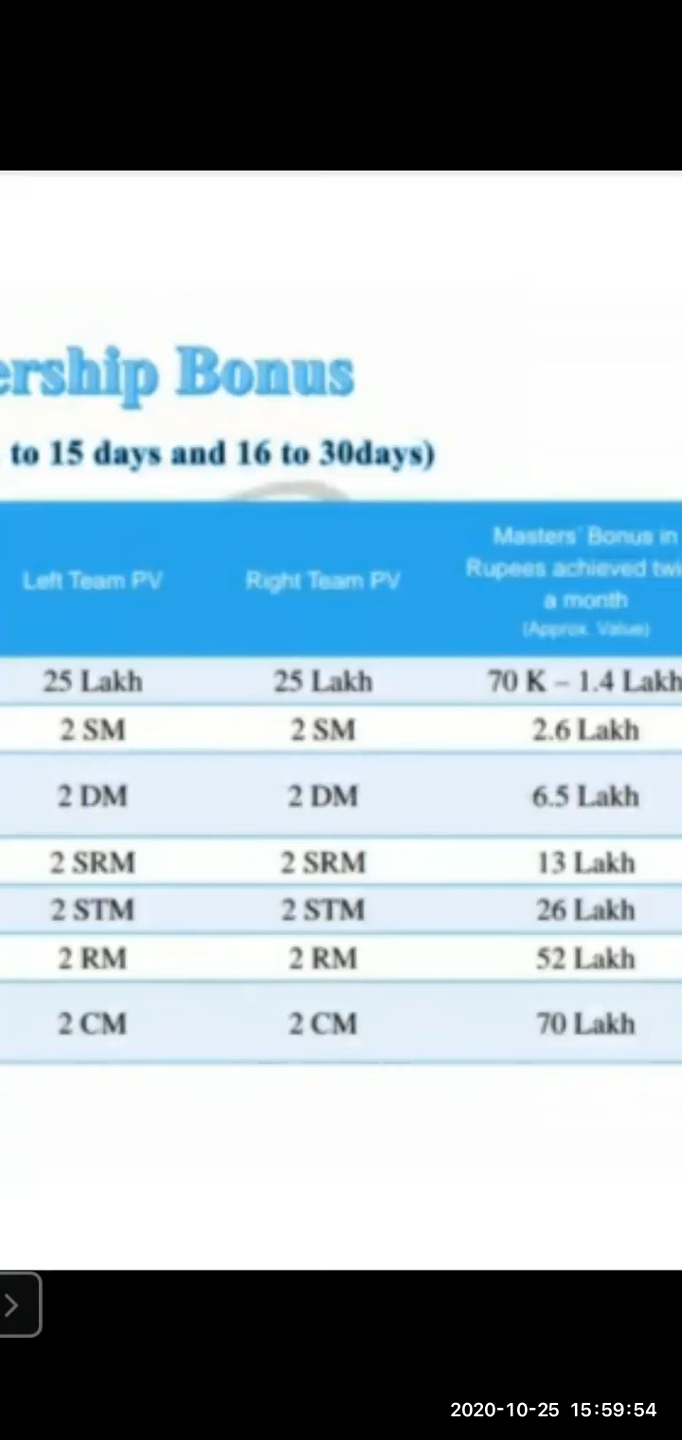 ership Bonus
to 15 days and 16 to 30days)
Left Team PV Right Team PV Masters' Bonus in
Rupees achieved twi
a month
(Approx. Value)
25 Lakh 25 Lakh 70 K – 1.4 Lakh
2 SM 2 SM 2.6 Lakh
2 DM 2 DM 6.5 Lakh
2 SRM 2 SRM 13 Lakh
2 STM 2 STM 26 Lakh
2 RM 2 RM 52 Lakh
2 CM 2 CM 70 Lakh
2020-10-25 15:59:54